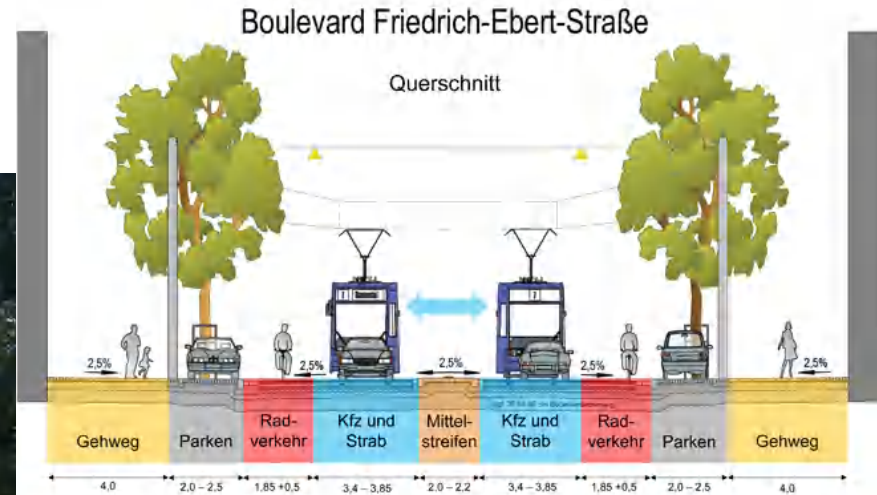 Boulevard Friedrich-Ebert-Straße
Querschnitt
2,5% 2,5% 2,5% 2,5% 2,5%
Gehweg
Parken
Rad-
verkehr
Kfz und
Strab
Mittel-
streifen
Kfz und
Strab
Rad-
verkehr
Parken
Gehweg
4,0 2,0 – 2,5 1,85 +0,5 3,4 – 3,85 2.0 – 2,2 3,4 – 3,85 1,85 +0,5 2,0 – 2.5 4,0